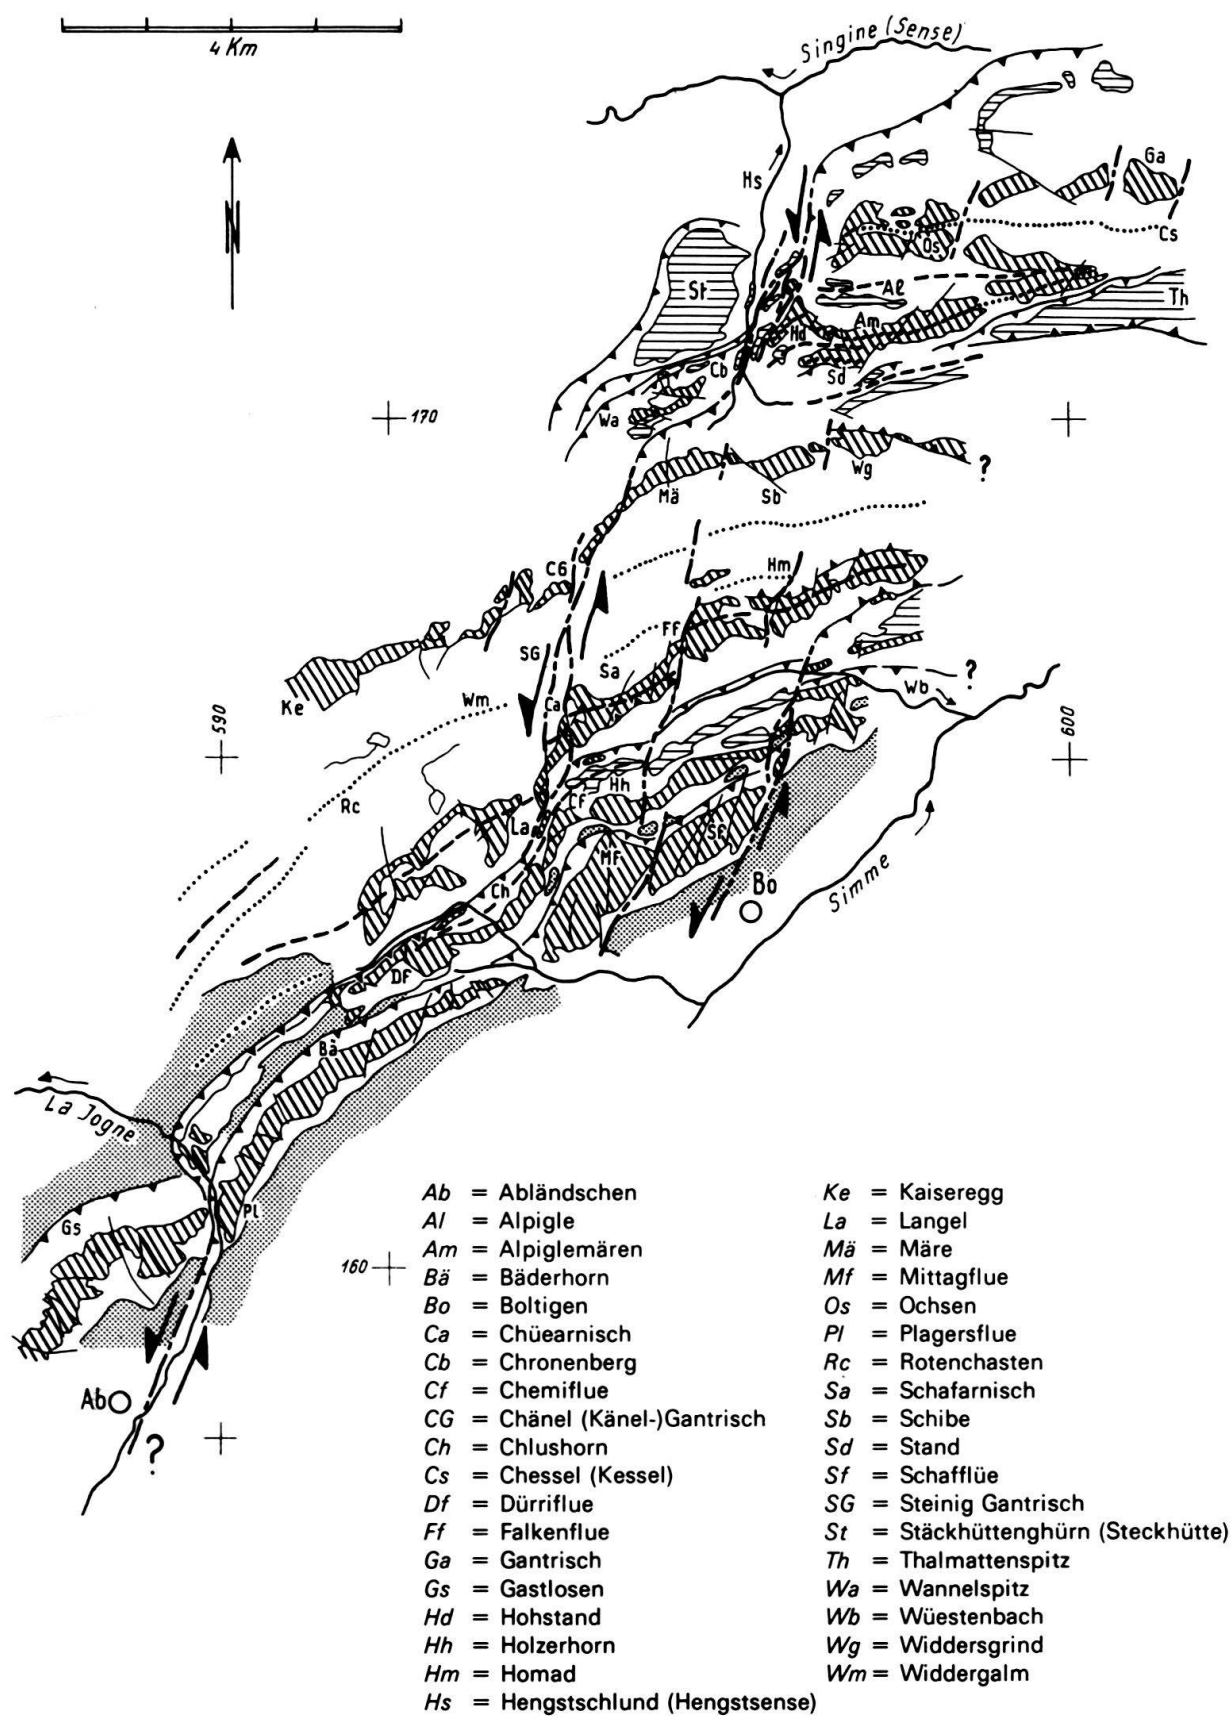 4 Km
Singine (Sense)
N
Hs
Ga
Cs
Os
St
Al
Th
Am
Hd
Cb
Sd
Wa
170
Wg
?
Mä
Sb
CG
Hm
Ff
SG
Sa
Ke
Wm
Ca
Wb
?
590
600
Rc
Hh
Cf
La
Sf
Mf
Ch
Bo
Simme
Df
Bä
La Jogne
Pl
Gs
160
Ab
?
Ab = Abländschen
Al = Alpigle
Am = Alpiglemären
Bä = Bäderhorn
Bo = Boltigen
Ca = Chüearnisch
Cb = Chronenberg
Cf = Chemiflue
CG = Chänel (Känel-)Gantrisch
Ch = Chlushorn
Cs = Chessel (Kessel)
Df = Dürriflue
Ff = Falkenflue
Ga = Gantrisch
Gs = Gastlosen
Hd = Hohstand
Hh = Holzerhorn
Hm = Homad
Hs = Hengstschlund (Hengstsense)
Ke = Kaiseregg
La = Langel
Mä = Märe
Mf = Mittagflue
Os = Ochsen
Pl = Plagersflue
Rc = Rotenchasten
Sa = Schafarnisch
Sb = Schibe
Sd = Stand
Sf = Schafflüe
SG = Steinig Gantrisch
St = Stäckhüttenghürn (Steckhütte)
Th = Thalmattenspitz
Wa = Wannelspitz
Wb = Wüestenbach
Wg = Widdersgrind
Wm = Widdergalm